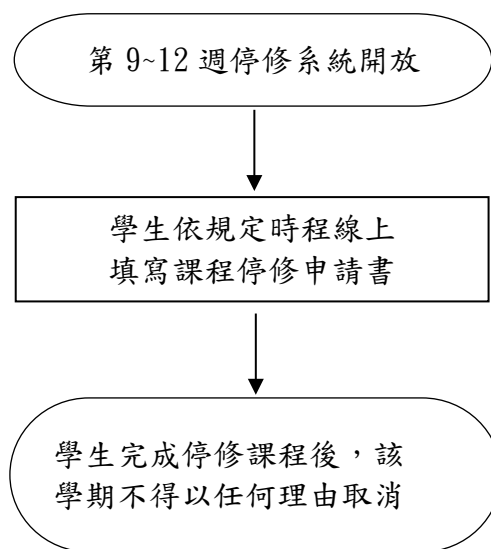 第 9~12 週停修系統開放
學生依規定時程線上
填寫課程停修申請書
學生完成停修課程後，該
學期不得以任何理由取消